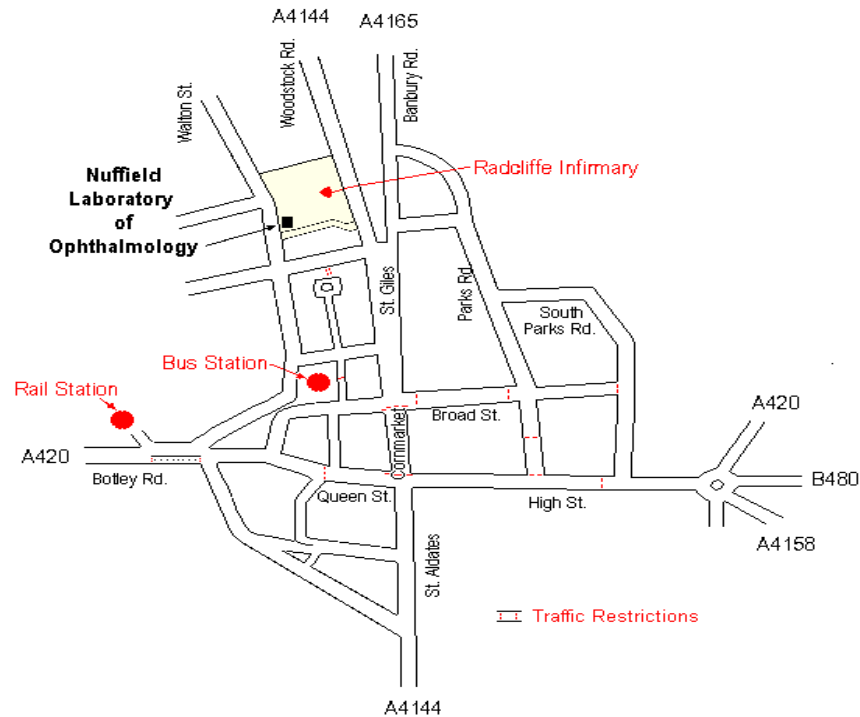 A4144
A4165
Walton St.
Woodstock Rd.
Banbury Rd.
Radcliffe Infirmary
Nuffield
Laboratory
of
Ophthalmology
St. Giles
Parks Rd.
South
Parks Rd.
Bus Station
Rail Station
Cornmarket
Broad St.
A420
A420
Botley Rd.
Queen St.
High St.
B480
A4158
St. Aldates
Traffic Restrictions
A4144